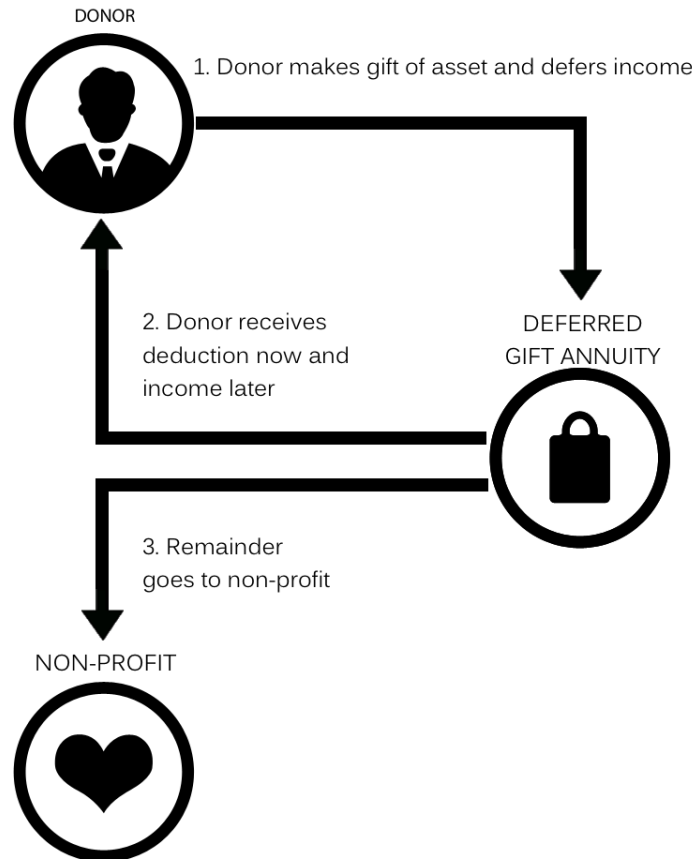 DONOR
1. Donor makes gift of asset and defers income
2. Donor receives
deduction now and
income later
DEFERRED
GIFT ANNUITY
3. Remainder
goes to non-profit
NON-PROFIT